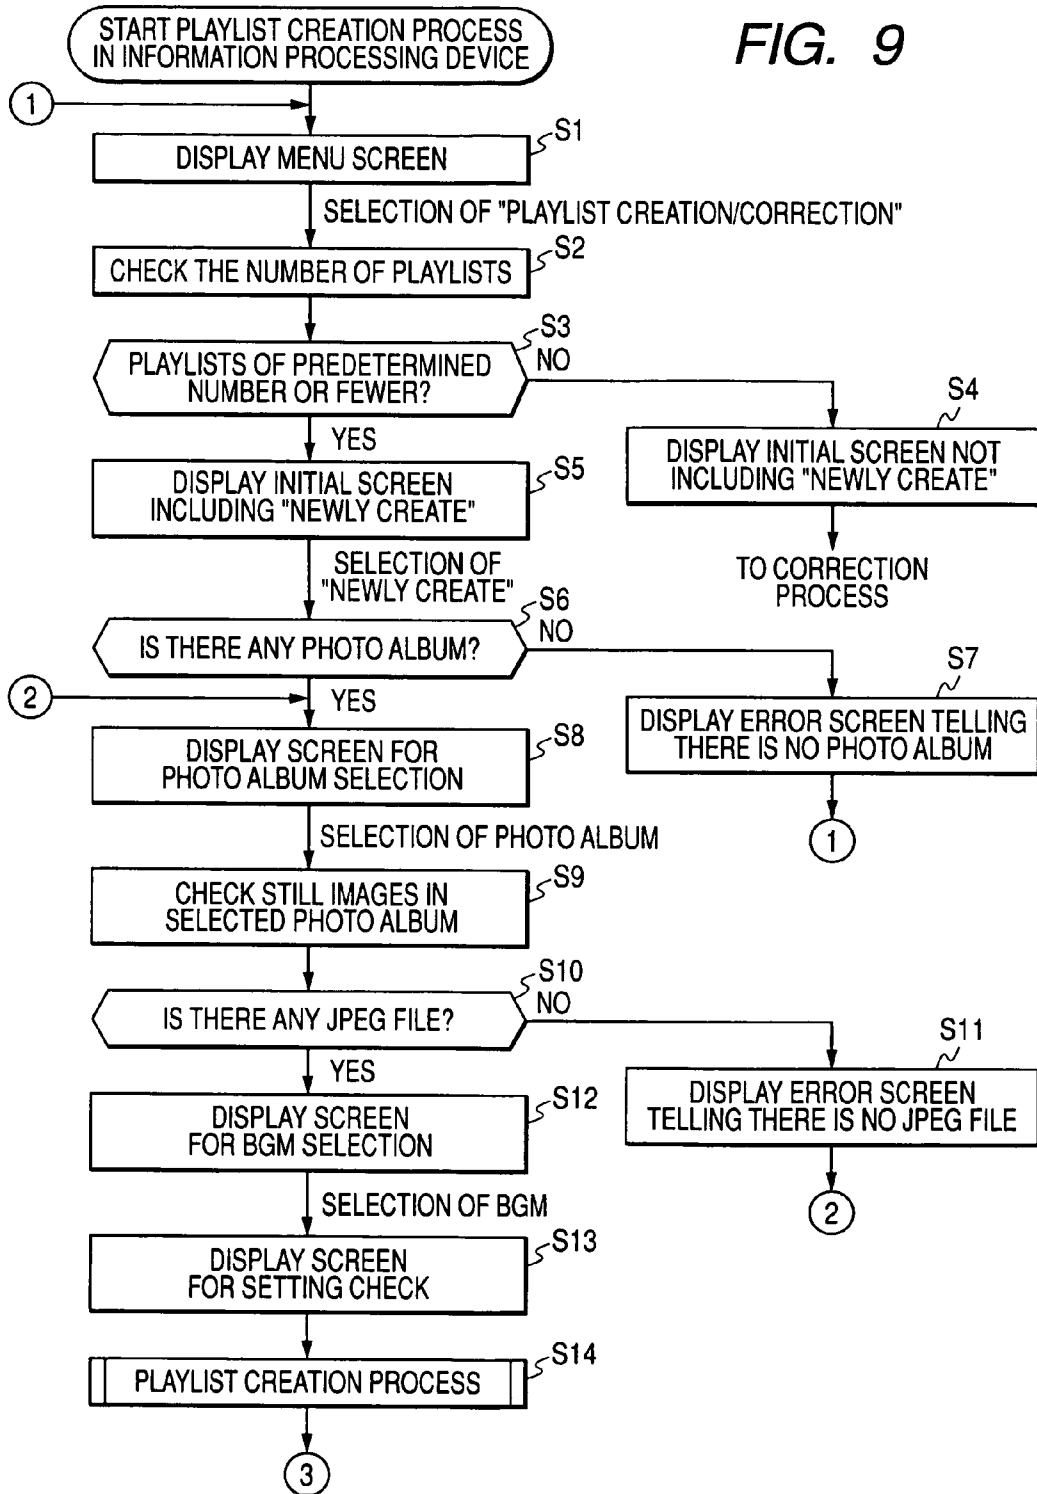 START PLAYLIST CREATION PROCESS
IN INFORMATION PROCESSING DEVICE
FIG. 9
1
S1
DISPLAY MENU SCREEN
SELECTION OF "PLAYLIST CREATION/CORRECTION"
S2
CHECK THE NUMBER OF PLAYLISTS
S3
PLAYLISTS OF PREDETERMINED
NUMBER OR FEWER?
NO
S4
DISPLAY INITIAL SCREEN NOT
INCLUDING "NEWLY CREATE"
TO CORRECTION
PROCESS
YES
S5
DISPLAY INITIAL SCREEN
INCLUDING "NEWLY CREATE"
SELECTION OF
"NEWLY CREATE"
S6
IS THERE ANY PHOTO ALBUM?
NO
S7
DISPLAY ERROR SCREEN TELLING
THERE IS NO PHOTO ALBUM
1
2
YES
S8
DISPLAY SCREEN FOR
PHOTO ALBUM SELECTION
SELECTION OF PHOTO ALBUM
S9
CHECK STILL IMAGES IN
SELECTED PHOTO ALBUM
S10
IS THERE ANY JPEG FILE?
NO
S11
DISPLAY ERROR SCREEN
TELLING THERE IS NO JPEG FILE
2
YES
S12
DISPLAY SCREEN
FOR BGM SELECTION
SELECTION OF BGM
S13
DISPLAY SCREEN
FOR SETTING CHECK
S14
PLAYLIST CREATION PROCESS
3